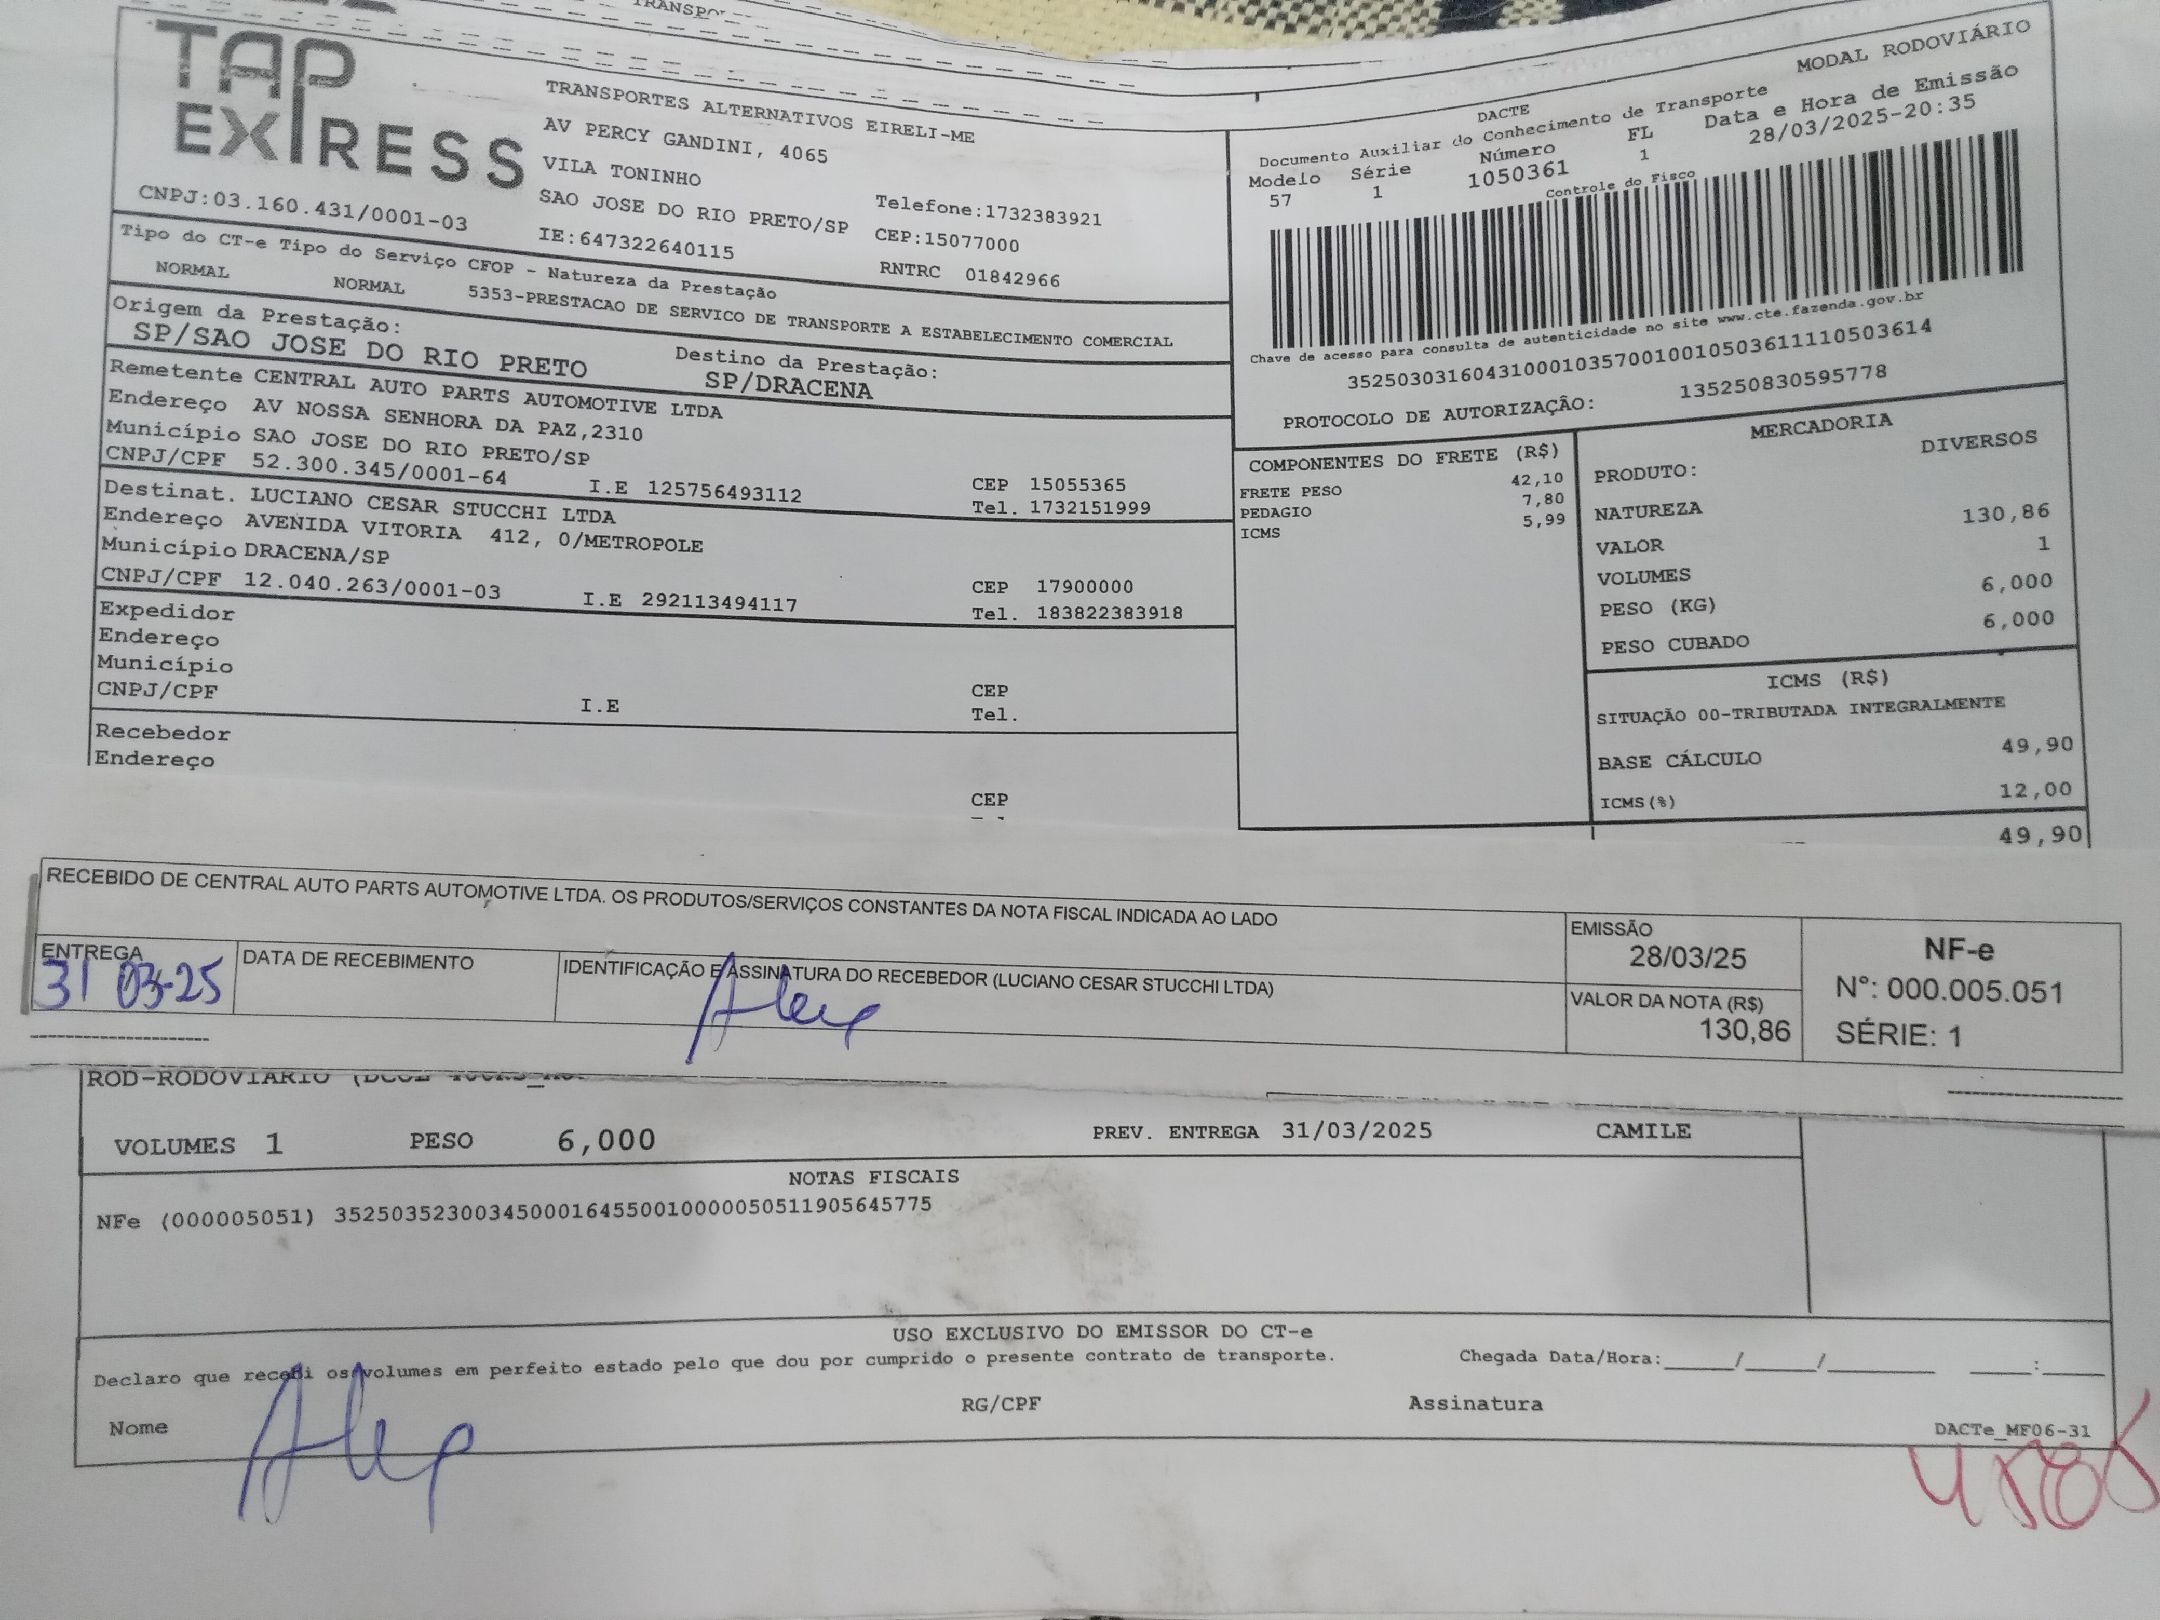 TAP
EXPRESS
CNPJ:03.160.431/0001-03
TRANSPORTES ALTERNATIVOS EIRELI-ME
AV PERCY GANDINI, 4065
VILA TONINHO
SAO JOSE DO RIO PRETO/SP
IE:647322640115
Telefone:1732383921
CEP:15077000
RNTRC 01842966
Tipo do CT-e Tipo do Serviço CFOP - Natureza da Prestação
NORMAL NORMAL 5353-PRESTACAO DE SERVICO DE TRANSPORTE A ESTABELECIMENTO COMERCIAL
Origem da Prestação:
SP/SAO JOSE DO RIO PRETO
Destino da Prestação:
SP/DRACENA
Remetente CENTRAL AUTO PARTS AUTOMOTIVE LTDA
Endereço AV NOSSA SENHORA DA PAZ,2310
Município SAO JOSE DO RIO PRETO/SP CEP 15055365
CNPJ/CPF 52.300.345/0001-64 I.E 125756493112 Tel. 1732151999
Destinat. LUCIANO CESAR STUCCHI LTDA
Endereço AVENIDA VITORIA 412, 0/METROPOLE
Município DRACENA/SP CEP 17900000
CNPJ/CPF 12.040.263/0001-03 I.E 292113494117 Tel. 183822383918
Expedidor
Endereço
Município CEP
CNPJ/CPF I.E Tel.
Recebedor
Endereço
CEP
DACTE MODAL RODOVIÁRIO
Documento Auxiliar do Conhecimento de Transporte
Modelo Série Número FL Data e Hora de Emissão
57 1 1050361 1 28/03/2025-20:35
Controle do Fisco
Chave de acesso para consulta de autenticidade no site www.cte.fazenda.gov.br
35250303160431000103570010010503611110503614
PROTOCOLO DE AUTORIZAÇÃO: 135250830595778
COMPONENTES DO FRETE (R$)
FRETE PESO 42,10
PEDAGIO 7,80
ICMS 5,99
MERCADORIA
PRODUTO: DIVERSOS
NATUREZA
VALOR 130,86
VOLUMES 1
PESO (KG) 6,000
PESO CUBADO 6,000
ICMS (R$)
SITUAÇÃO 00-TRIBUTADA INTEGRALMENTE
BASE CÁLCULO 49,90
ICMS(%) 12,00
49,90
RECEBIDO DE CENTRAL AUTO PARTS AUTOMOTIVE LTDA. OS PRODUTOS/SERVIÇOS CONSTANTES DA NOTA FISCAL INDICADA AO LADO
ENTREGA
31 03-25
DATA DE RECEBIMENTO
IDENTIFICAÇÃO E ASSINATURA DO RECEBEDOR (LUCIANO CESAR STUCCHI LTDA)
EMISSÃO
28/03/25
VALOR DA NOTA (R$)
130,86
NF-e
N°: 000.005.051
SÉRIE: 1
ROD-RODOVIARIO
VOLUMES 1 PESO 6,000 PREV. ENTREGA 31/03/2025 CAMILE
NOTAS FISCAIS
NFe (000005051) 35250352300345000164550010000050511905645775
USO EXCLUSIVO DO EMISSOR DO CT-e
Declaro que recebi os volumes em perfeito estado pelo que dou por cumprido o presente contrato de transporte. Chegada Data/Hora:_____/_____/________ ____:____
Nome RG/CPF Assinatura
DACTe_MF06-31